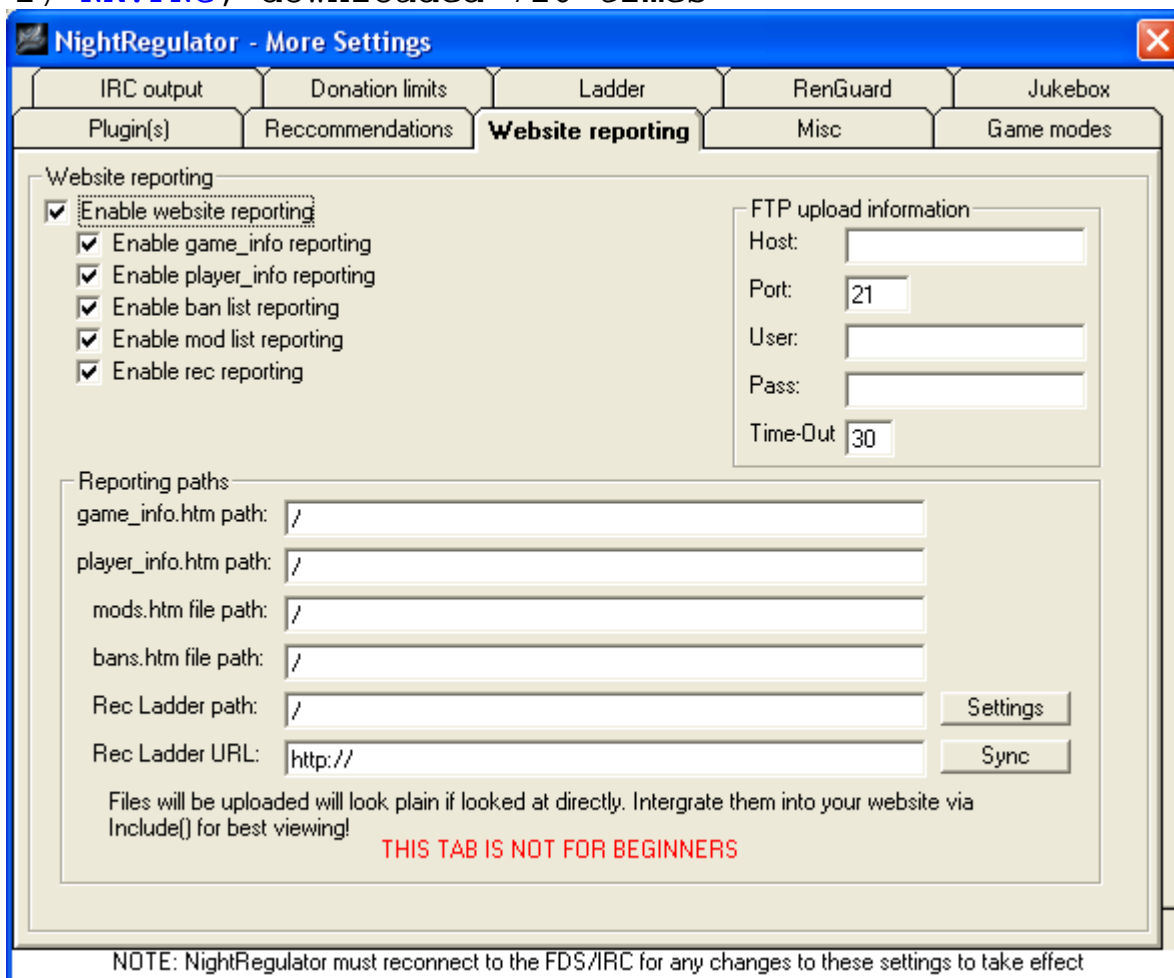 NightRegulator - More Settings
IRC output Donation limits Ladder RenGuard Jukebox
Plugin(s) Reccommendations Website reporting Misc Game modes
Website reporting
Enable website reporting
Enable game_info reporting
Enable player_info reporting
Enable ban list reporting
Enable mod list reporting
Enable rec reporting
FTP upload information
Host:
Port: 21
User:
Pass:
Time-Out 30
Reporting paths
game_info.htm path: /
player_info.htm path: /
mods.htm file path: /
bans.htm file path: /
Rec Ladder path: / Settings
Rec Ladder URL: http:// Sync
Files will be uploaded will look plain if looked at directly. Intergrate them into your website via
Include() for best viewing!
THIS TAB IS NOT FOR BEGINNERS
NOTE: NightRegulator must reconnect to the FDS/IRC for any changes to these settings to take effect